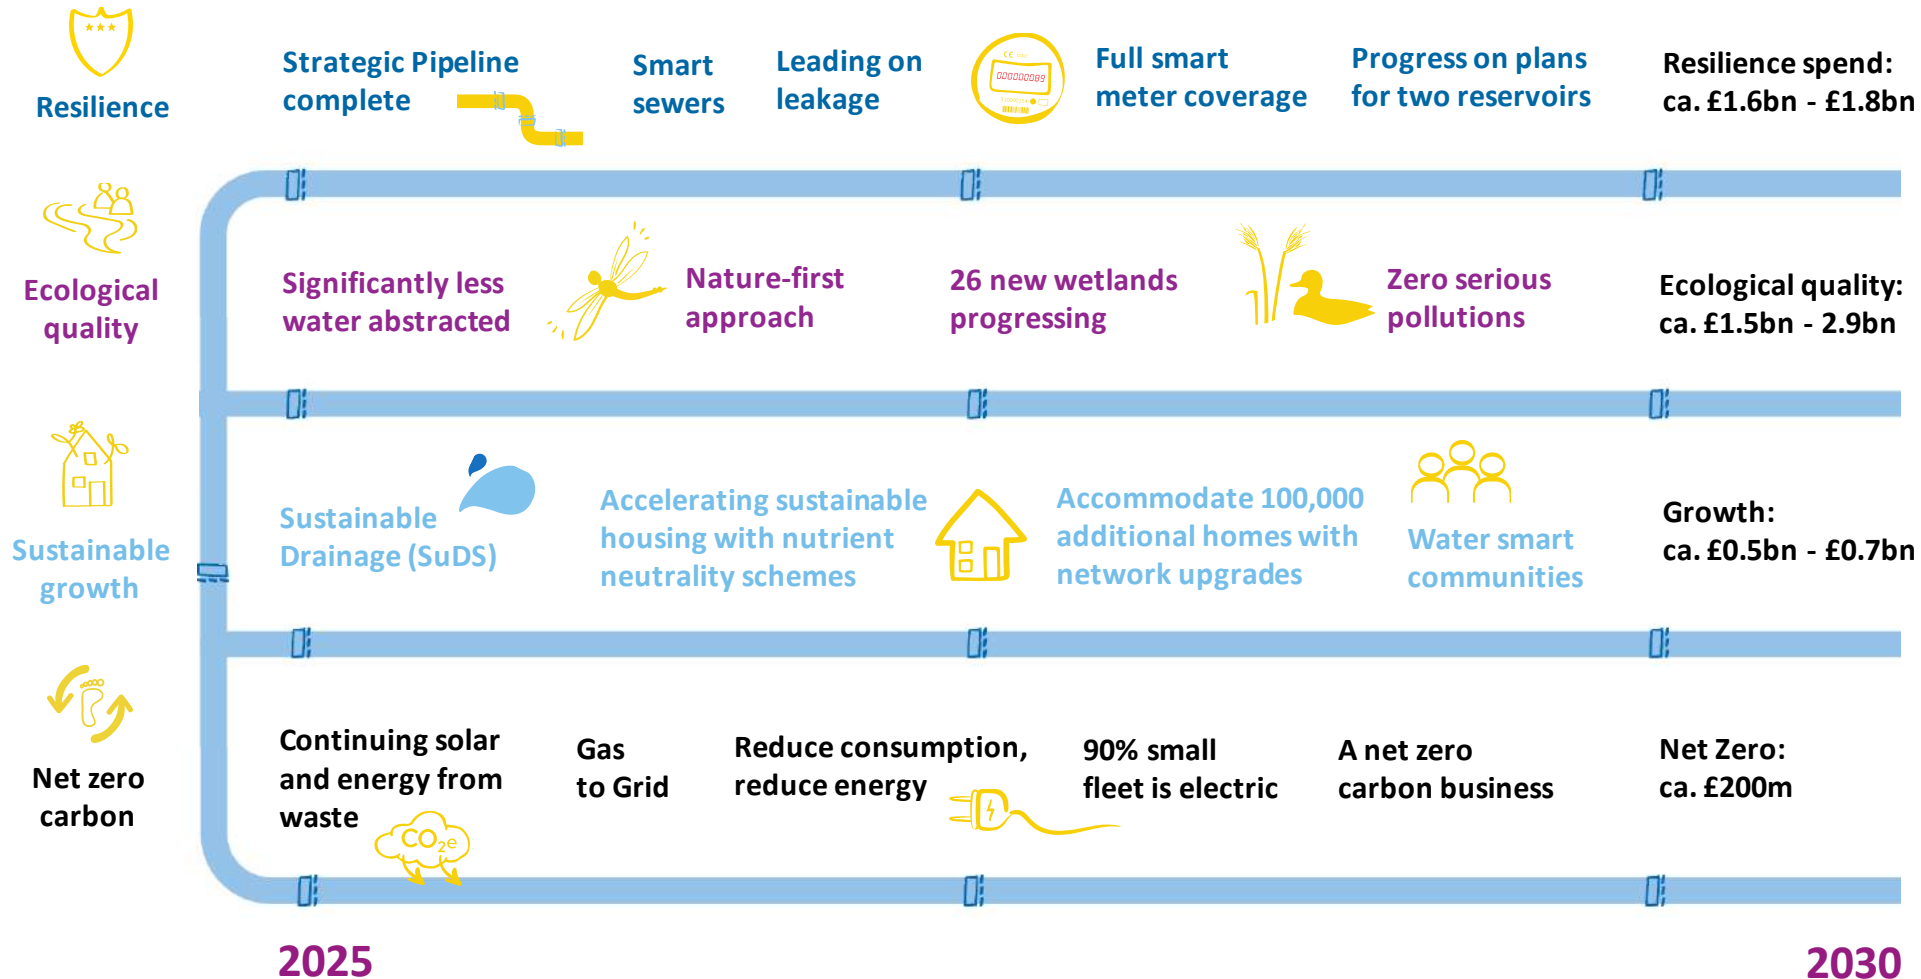 Resilience
Strategic Pipeline
complete
Smart
sewers
Leading on
leakage
000000089
Full smart
meter coverage
Progress on plans
for two reservoirs
Resilience spend:
ca. £1.6bn - £1.8bn
Ecological
quality
Significantly less
water abstracted
Nature-first
approach
26 new wetlands
progressing
Zero serious
pollutions
Ecological quality:
ca. £1.5bn - 2.9bn
Sustainable
growth
Sustainable
Drainage (SuDS)
Accelerating sustainable
housing with nutrient
neutrality schemes
Accommodate 100,000
additional homes with
network upgrades
Water smart
communities
Growth:
ca. £0.5bn - £0.7bn
Net zero
carbon
Continuing solar
and energy from
waste
CO2e
Gas
to Grid
Reduce consumption,
reduce energy
90% small
fleet is electric
A net zero
carbon business
Net Zero:
ca. £200m
2025
2030